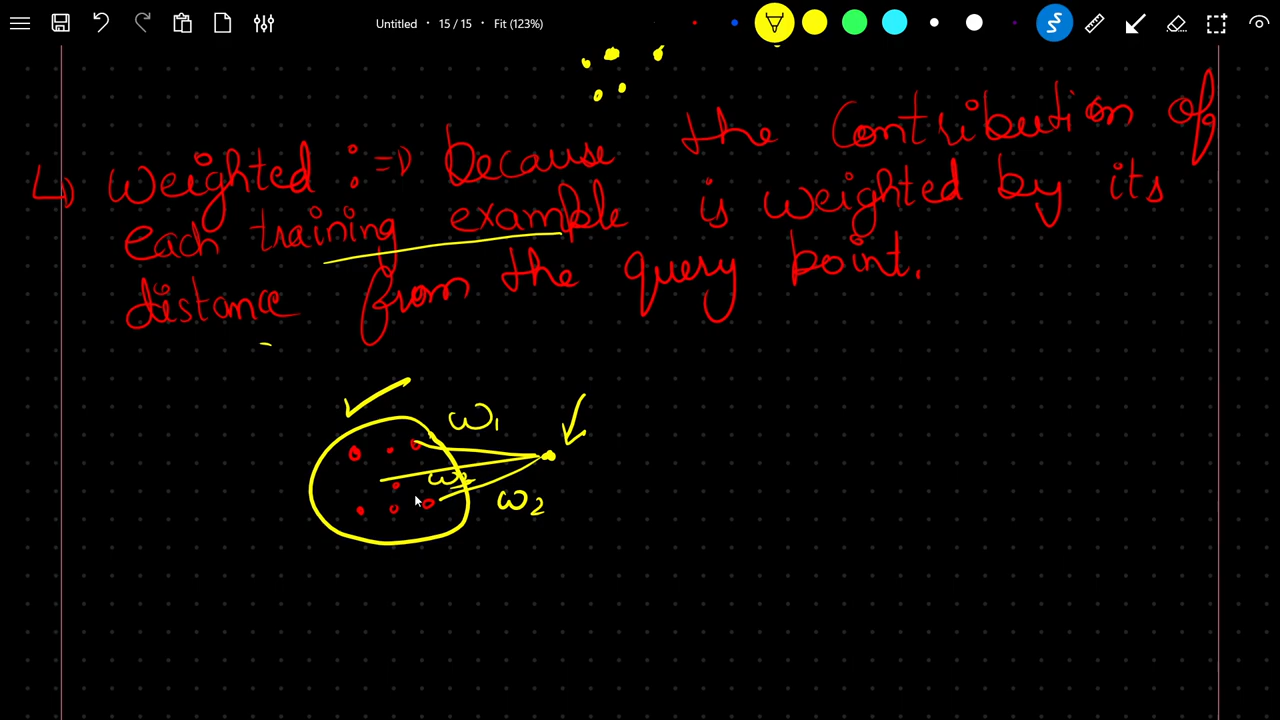 Untitled • 15 / 15 • Fit (123%)
↳ Weighted :⇒ because the Contribution of
each training example is weighted by its
distance from the query point.
ω1
ω2